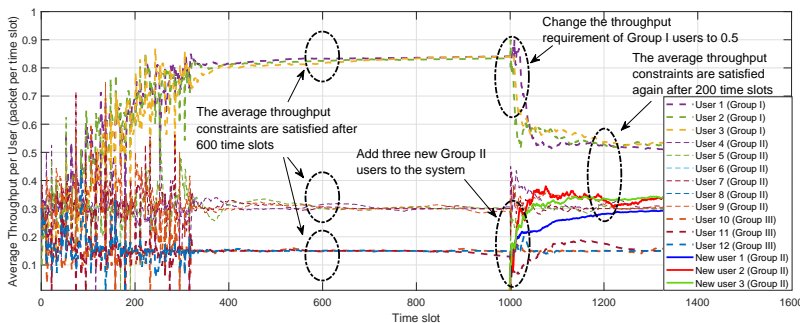 Change the throughput
requirement of Group I users to 0.5
The average throughput
constraints are satisfied
again after 200 time slots
The average throughput
constraints are satisfied after
600 time slots
Add three new Group II
users to the system
User 1 (Group I)
User 2 (Group I)
User 3 (Group I)
User 4 (Group II)
User 5 (Group II)
User 6 (Group II)
User 7 (Group II)
User 8 (Group II)
User 9 (Group II)
User 10 (Group III)
User 11 (Group III)
User 12 (Group III)
New user 1 (Group II)
New user 2 (Group II)
New user 3 (Group II)
Average Throughput per User (packet per time slot)
1
0.9
0.8
0.7
0.6
0.5
0.4
0.3
0.2
0.1
0 200 400 600 800 1000 1200 1400 1600
Time slot